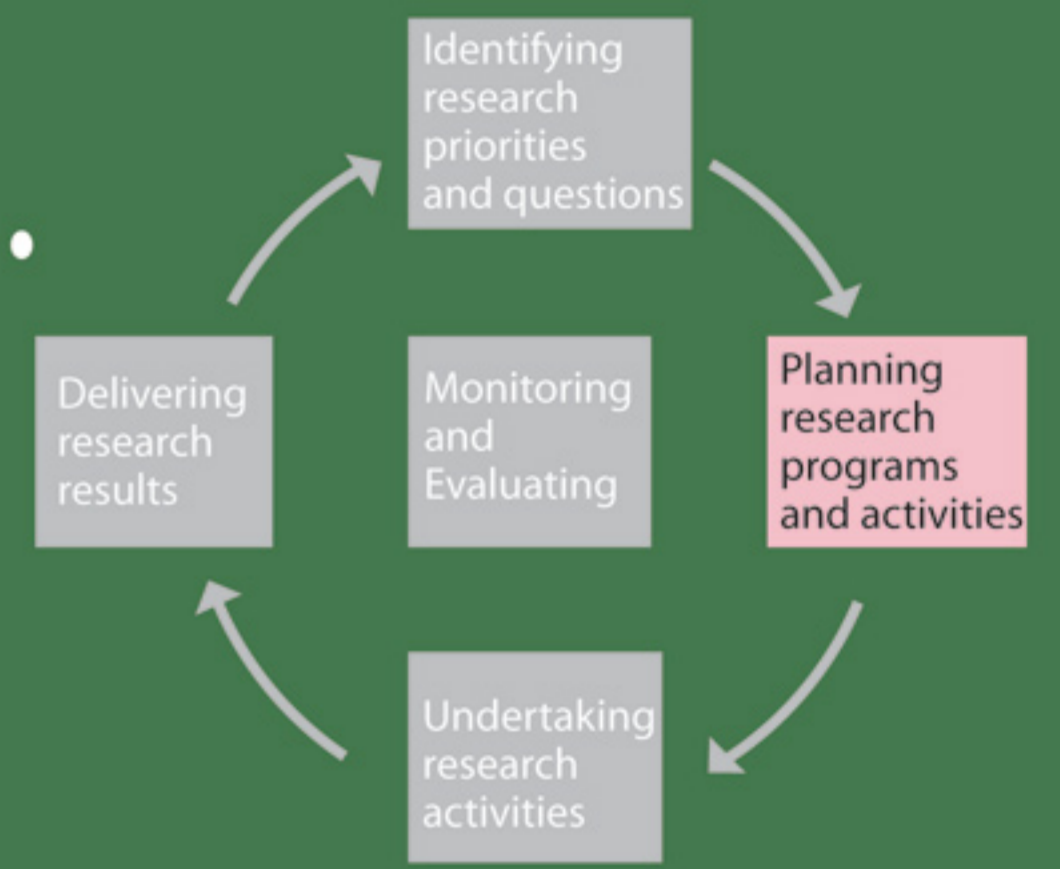 Identifying
research
priorities
and questions
Planning
research
programs
and activities
Undertaking
research
activities
Delivering
research
results
Monitoring
and
Evaluating